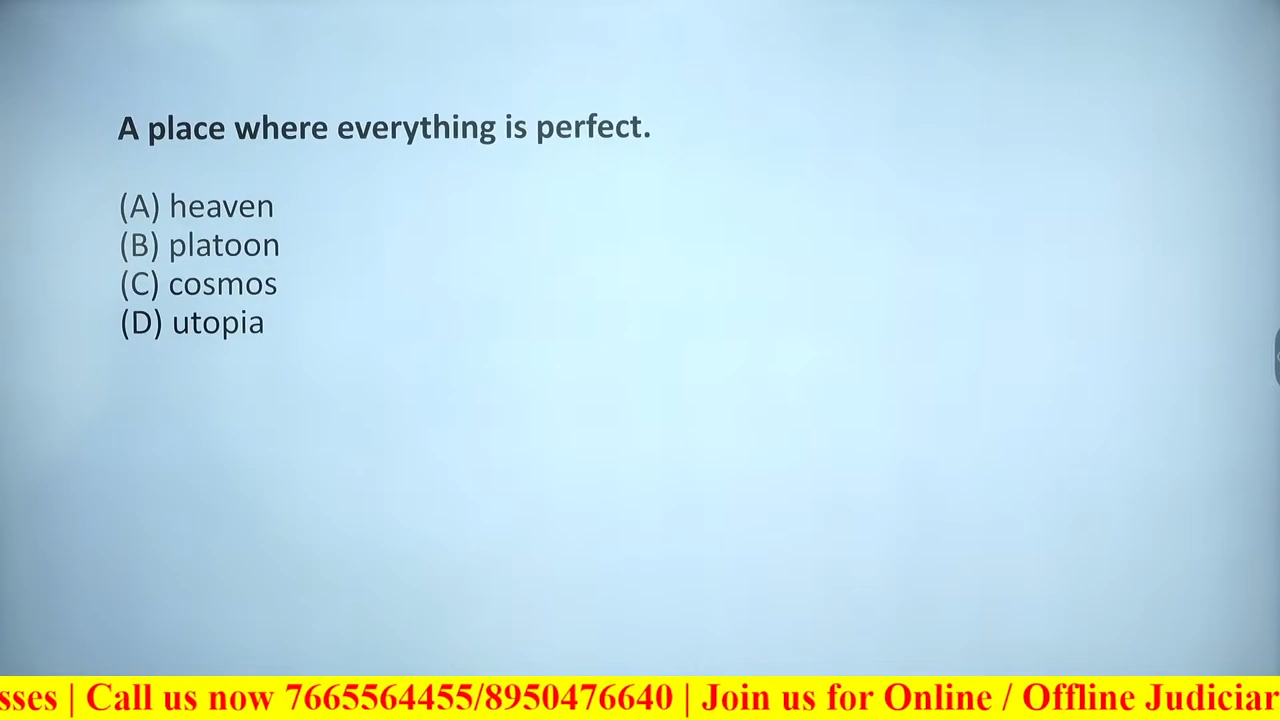 A place where everything is perfect.
(A) heaven
(B) platoon
(C) cosmos
(D) utopia
sses | Call us now 7665564455/8950476640 | Join us for Online / Offline Judiciar